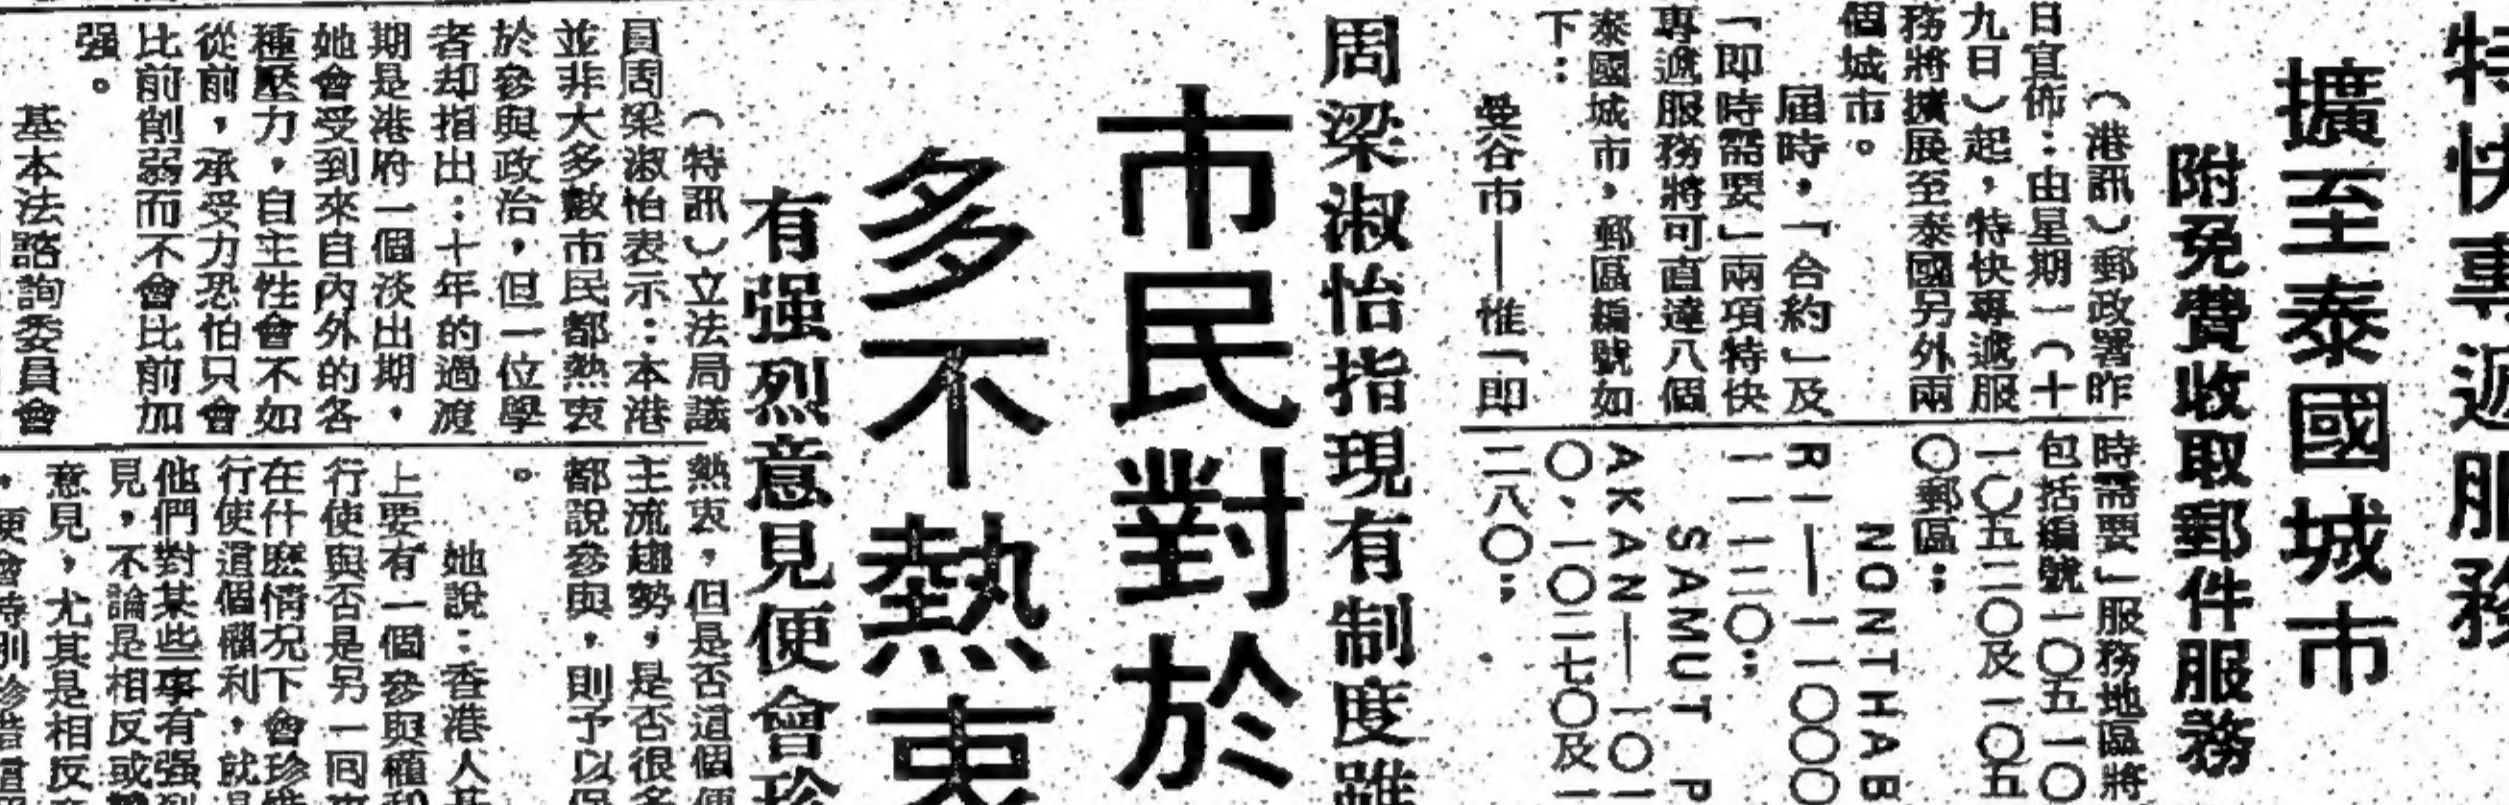 特快專遞服務
擴至泰國城市
附免費收取郵件服務
（港訊）郵政署昨
日宣佈：由星期一（十
九日）起，特快專遞服
務將擴展至泰國另外兩
個城市。
屆時，「合約」及
「即時需要」兩項特快
專遞服務將可直達八個
泰國城市，郵區編號如
下：
曼谷市——惟「即
時需要」服務地區將
包括編號一〇五一〇
一〇五二〇及一〇五
〇郵區；
NONTHAB
R I——一一〇〇〇
一一一三〇；
SAMUT P
AKAN——一〇一
〇、一〇二七〇及一
二八〇；
周梁淑怡指現有制度雖
市民對於
多不熱衷
有强烈意見便會珍
（特訊）立法局議
員周梁淑怡表示：本港
並非大多數市民都熱衷
於參與政治，但一位學
者却指出：十年的過渡
期是港府一個淡出期，
她會受到來自內外的各
種壓力，自主性會不如
從前，承受力恐怕只會
比前削弱而不會比前加
强。
基本法諮詢委員會
熱衷，但是否這個便
主流趨勢，是否很多
都說參與，則予以保
。
她說：香港人基
上要有一個參與權利
行使與否是另一回事
在什麽情況下會珍惜
行使這個權利，就是
他們對某些事有强烈
見，不論是相反或
意見，尤其是相反意
，便會特別珍惜這